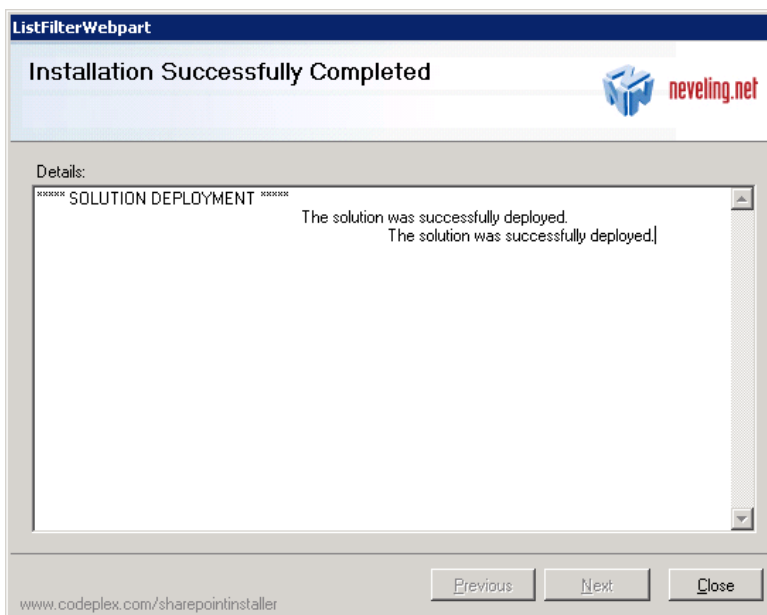 ListFilterWebpart
Installation Successfully Completed
neveling.net
Details:
***** SOLUTION DEPLOYMENT *****
The solution was successfully deployed.
The solution was successfully deployed.
Previous
Next
Close
www.codeplex.com/sharepointinstaller